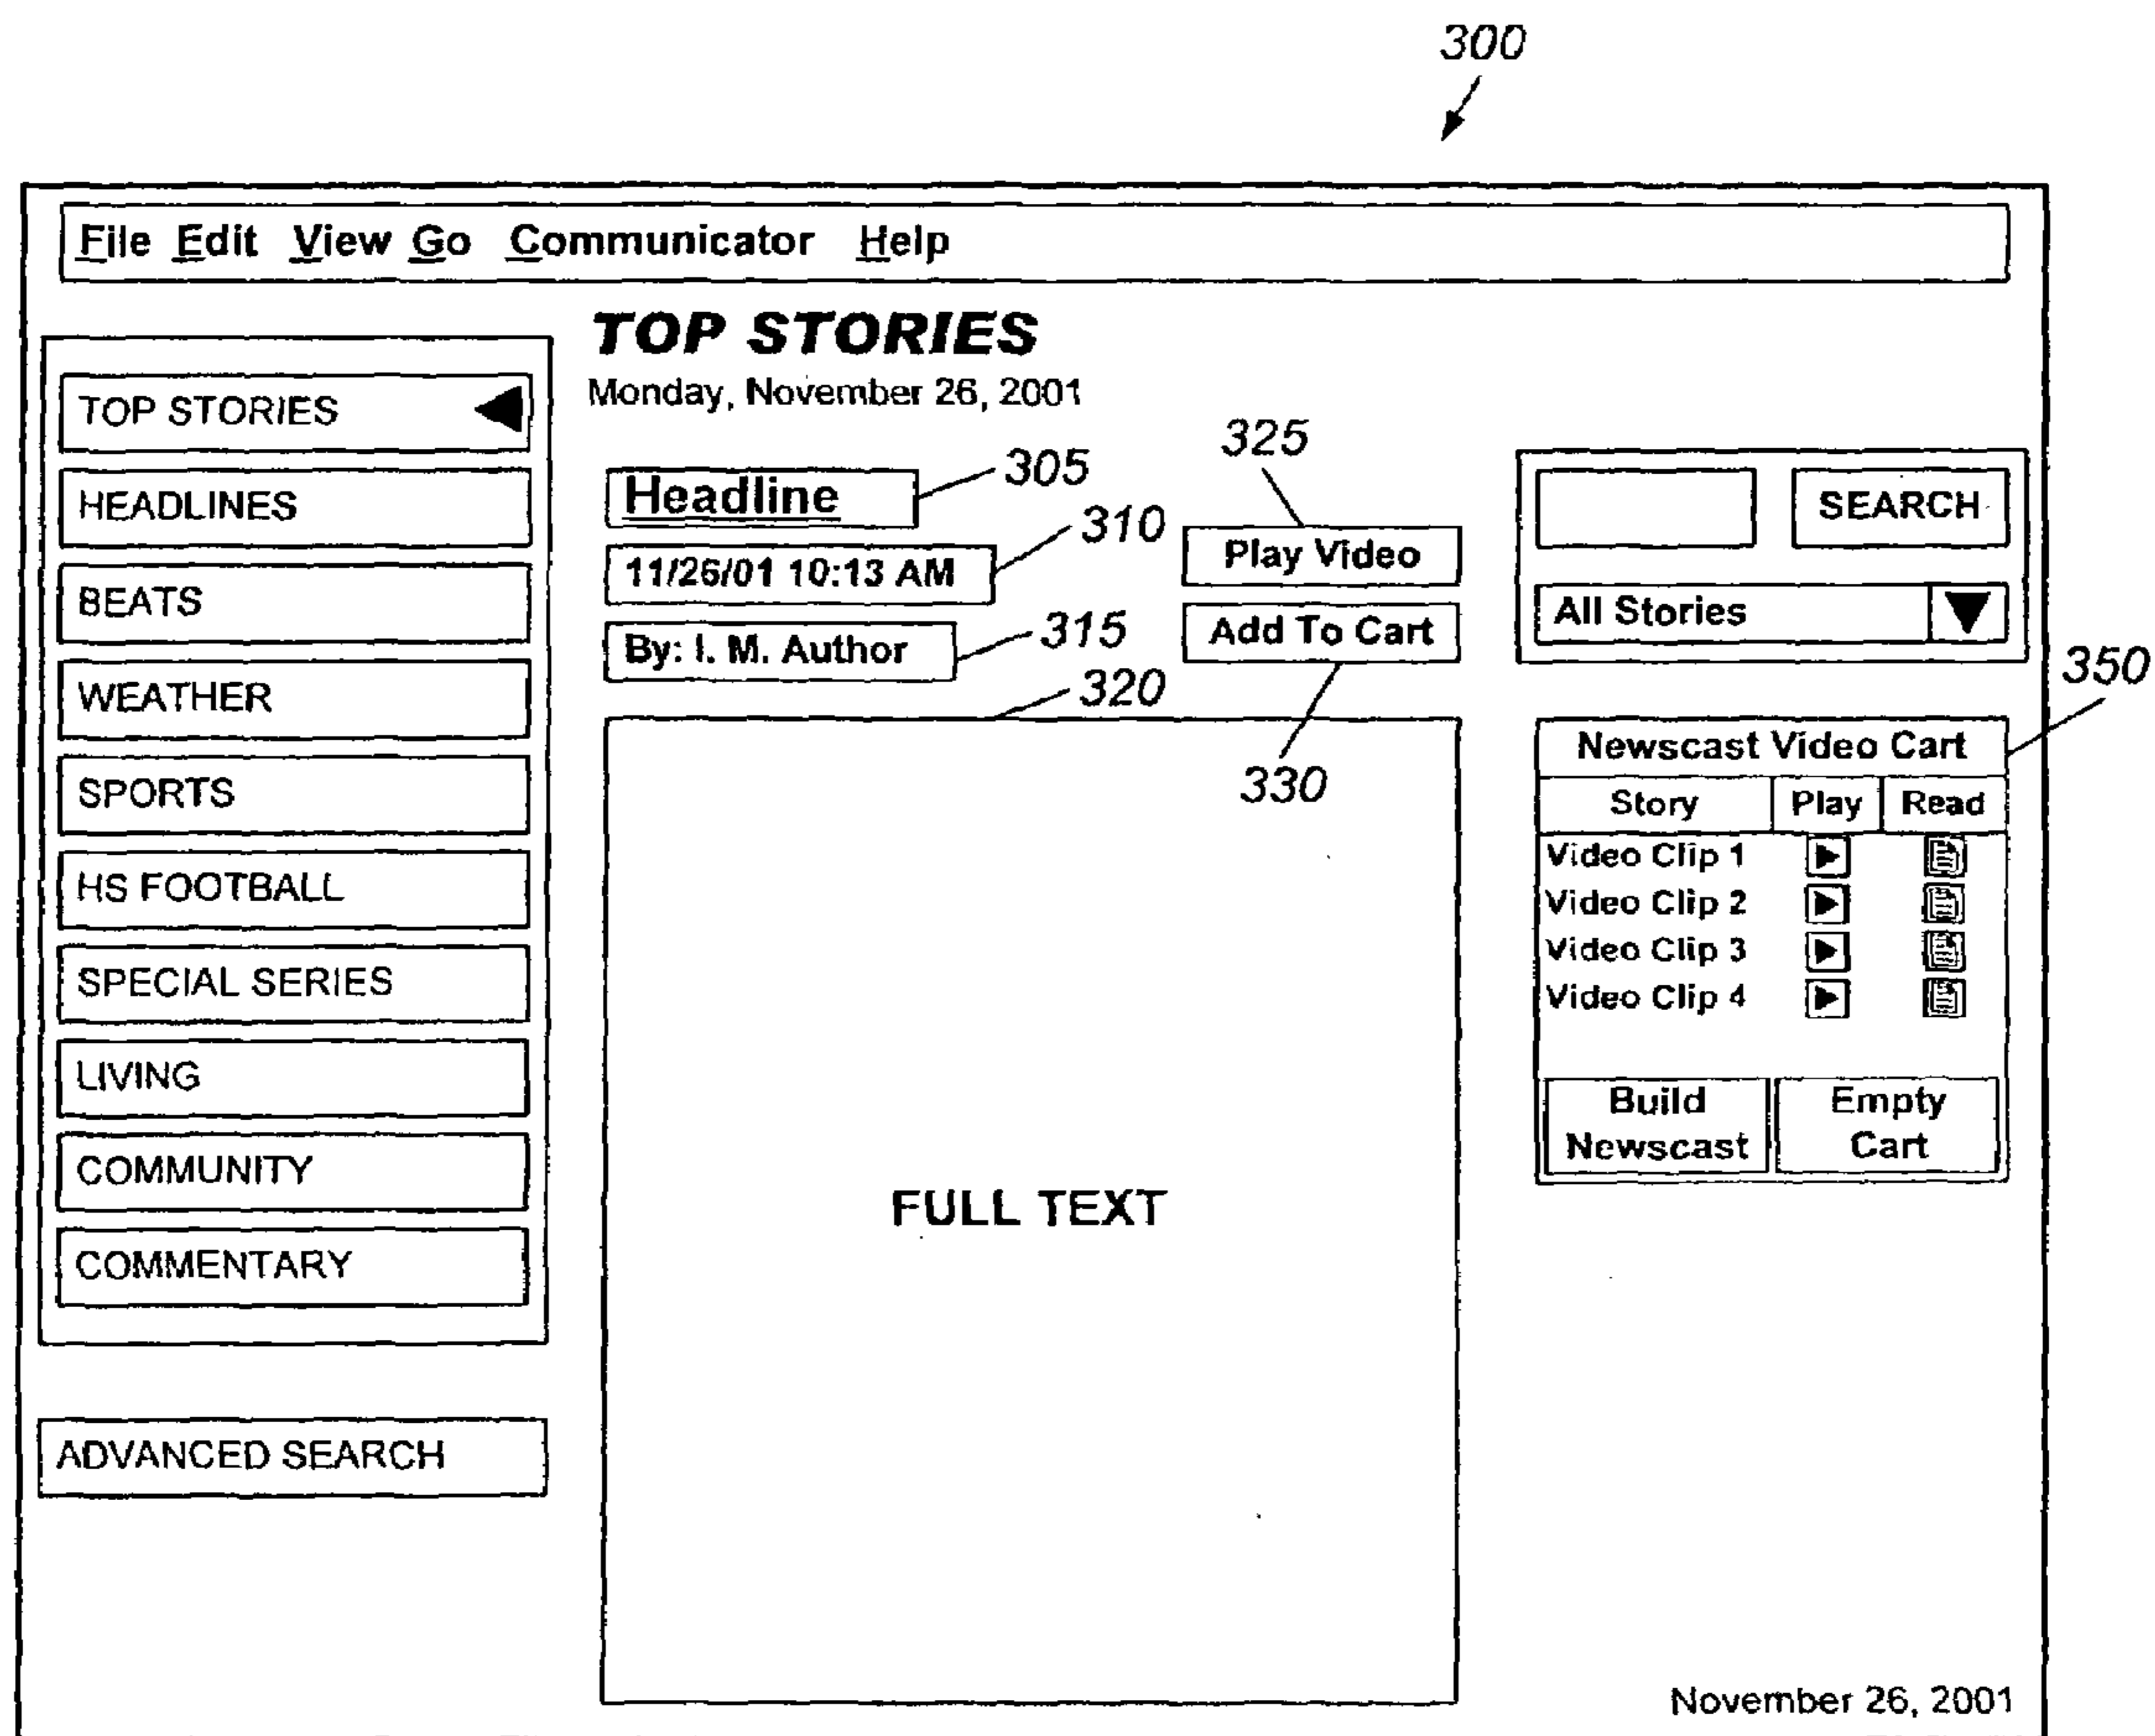 300
File Edit View Go Communicator Help
TOP STORIES
Monday, November 26, 2001
TOP STORIES
HEADLINES
BEATS
WEATHER
SPORTS
HS FOOTBALL
SPECIAL SERIES
LIVING
COMMUNITY
COMMENTARY
ADVANCED SEARCH
Headline
305
11/26/01 10:13 AM
310
By: I. M. Author
315
320
325
Play Video
Add To Cart
330
FULL TEXT
SEARCH
All Stories
350
Newscast Video Cart
Story Play Read
Video Clip 1
Video Clip 2
Video Clip 3
Video Clip 4
Build
Newscast
Empty
Cart
November 26, 2001